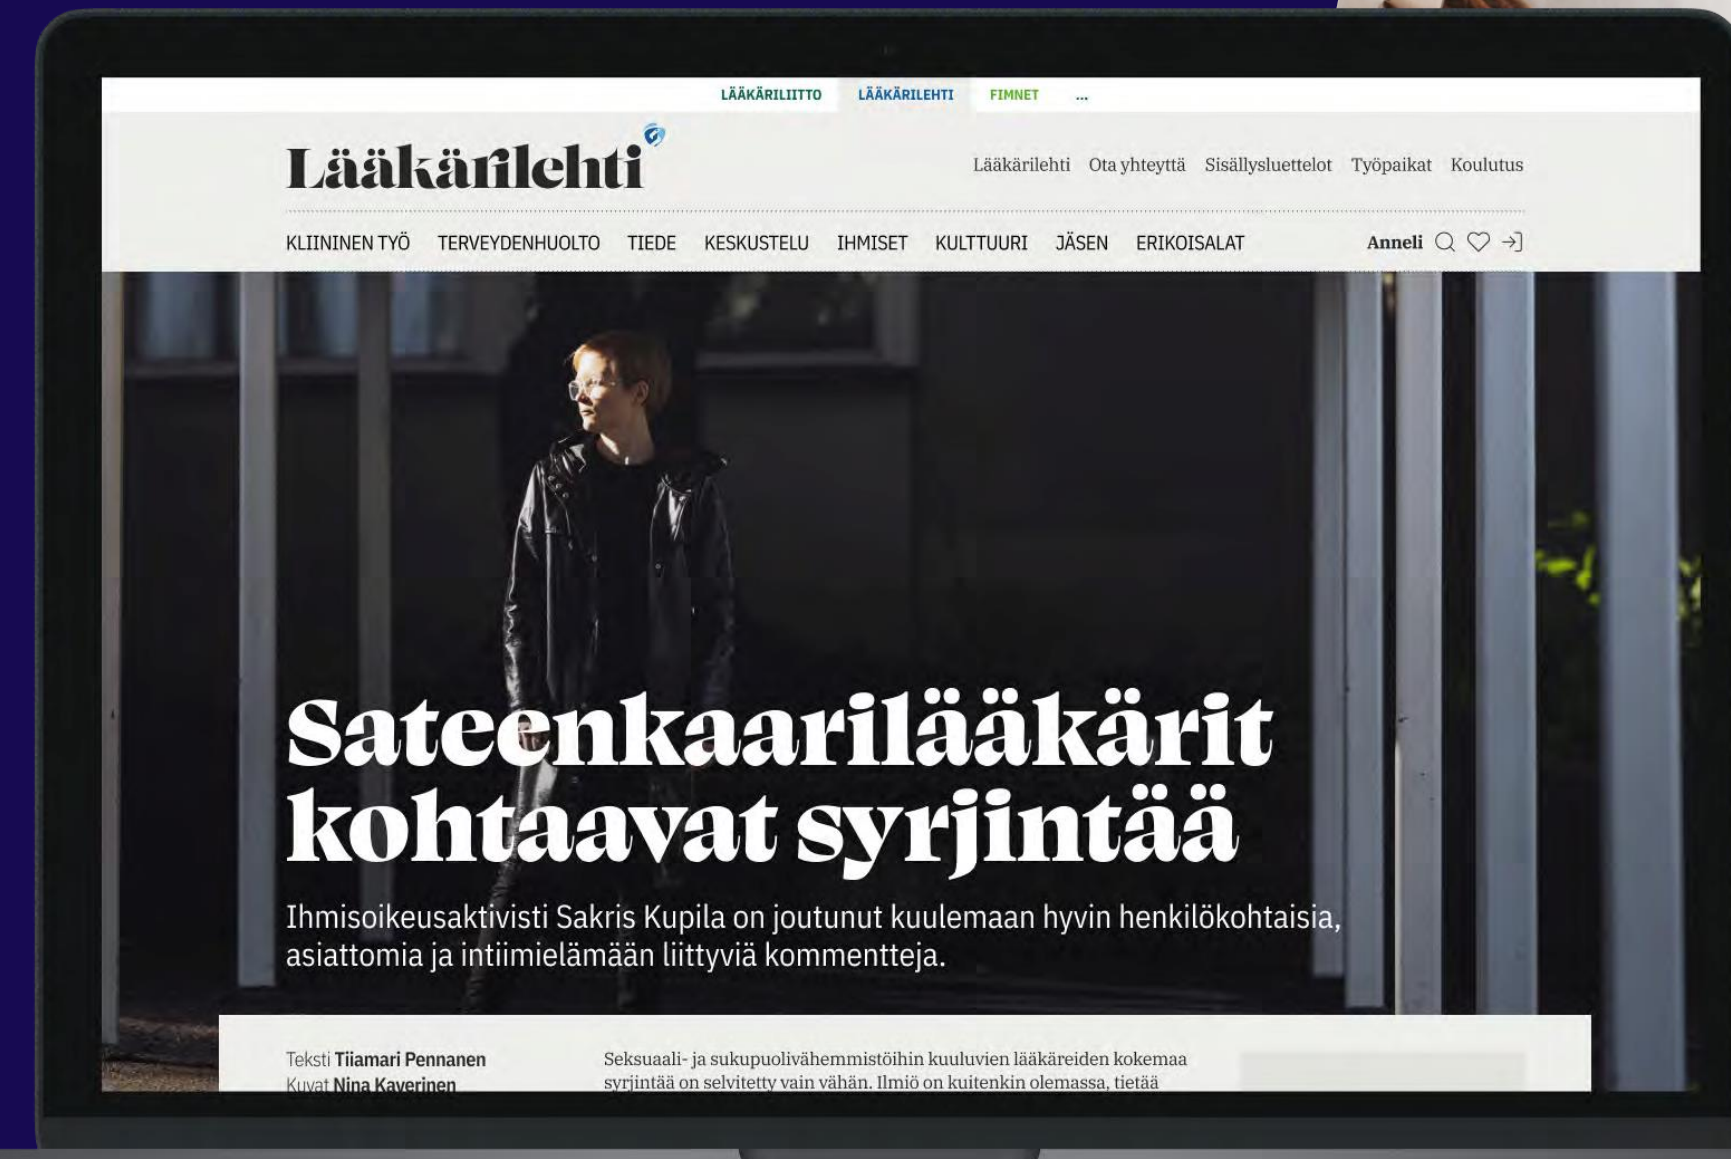 LÄÄKÄRILIITTO LÄÄKÄRILEHTI FIMNET ...
Lääkärilehti
Lääkärilehti Ota yhteyttä Sisällysluettelot Työpaikat Koulutus
KLIININEN TYÖ TERVEYDENHUOLTO TIEDE KESKUSTELU IHMISET KULTTUURI JÄSEN ERIKOISALAT Anneli
Sateenkaarilääkärit
kohtaavat syrjintää
Ihmisoikeusaktivisti Sakris Kupila on joutunut kuulemaan hyvin henkilökohtaisia,
asiattomia ja intiimielämään liittyviä kommentteja.
Teksti Tiiamari Pennanen
Kuvat Nina Kaverinen
Seksuaali- ja sukupuolivähemmistöihin kuuluvien lääkäreiden kokemaa
syrjintää on selvitetty vain vähän. Ilmiö on kuitenkin olemassa, tietää